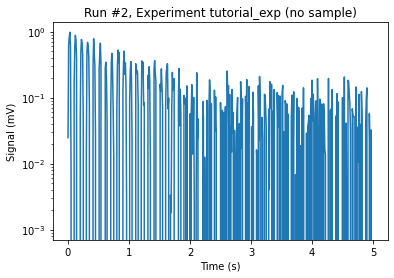 Run #2, Experiment tutorial_exp (no sample)
Signal (mV)
10⁰
10⁻¹
10⁻²
10⁻³
0 1 2 3 4 5
Time (s)